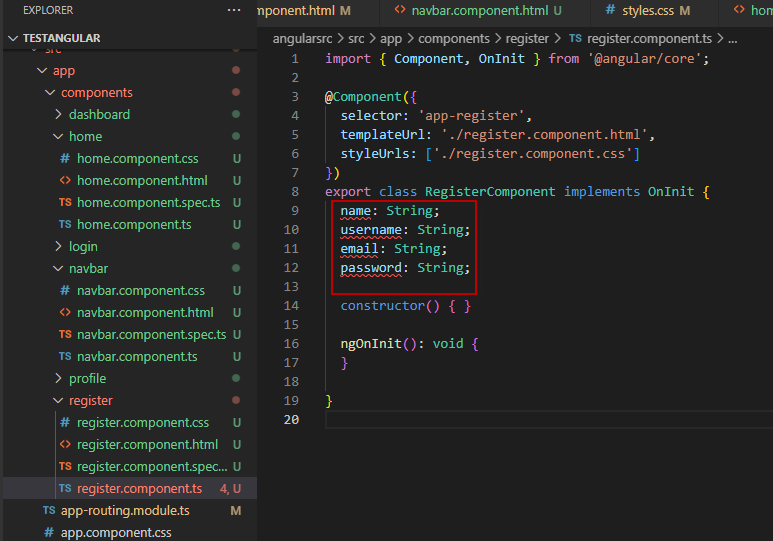 EXPLORER
...
TESTANGULAR
src
app
components
dashboard
home
home.component.css U
home.component.html U
home.component.spec.ts U
home.component.ts U
login
navbar
navbar.component.css U
navbar.component.html U
navbar.component.spec.ts U
navbar.component.ts U
profile
register
register.component.css U
register.component.html U
register.component.spec... U
register.component.ts 4, U
app-routing.module.ts M
app.component.css
mponent.html M
navbar.component.html U
styles.css M
hom
angularsrc > src > app > components > register > TS register.component.ts > ...
1 import { Component, OnInit } from '@angular/core';
2
3 @Component({
4 selector: 'app-register',
5 templateUrl: './register.component.html',
6 styleUrls: ['./register.component.css']
7 })
8 export class RegisterComponent implements OnInit {
9 name: String;
10 username: String;
11 email: String;
12 password: String;
13
14 constructor() { }
15
16 ngOnInit(): void {
17 }
18
19 }
20